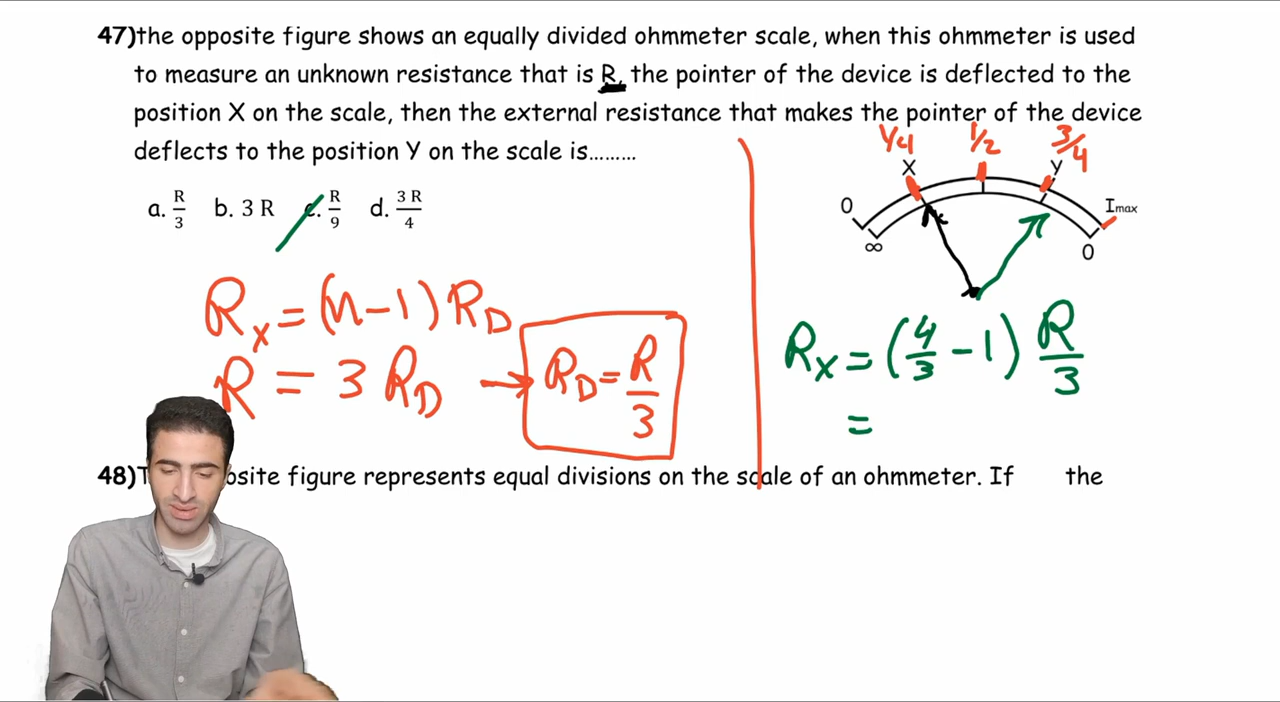 47)the opposite figure shows an equally divided ohmmeter scale, when this ohmmeter is used
to measure an unknown resistance that is R, the pointer of the device is deflected to the
position X on the scale, then the external resistance that makes the pointer of the device
deflects to the position Y on the scale is.........
a. R/3 b. 3 R c. R/9 d. 3 R/4
1/4 1/2 3/4
X Y
0 Imax
∞ 0
Rx = (n-1) RD
R = 3 RD → RD = R/3
Rx = (4/3 - 1) R/3
=
48) osite figure represents equal divisions on the scale of an ohmmeter. If the